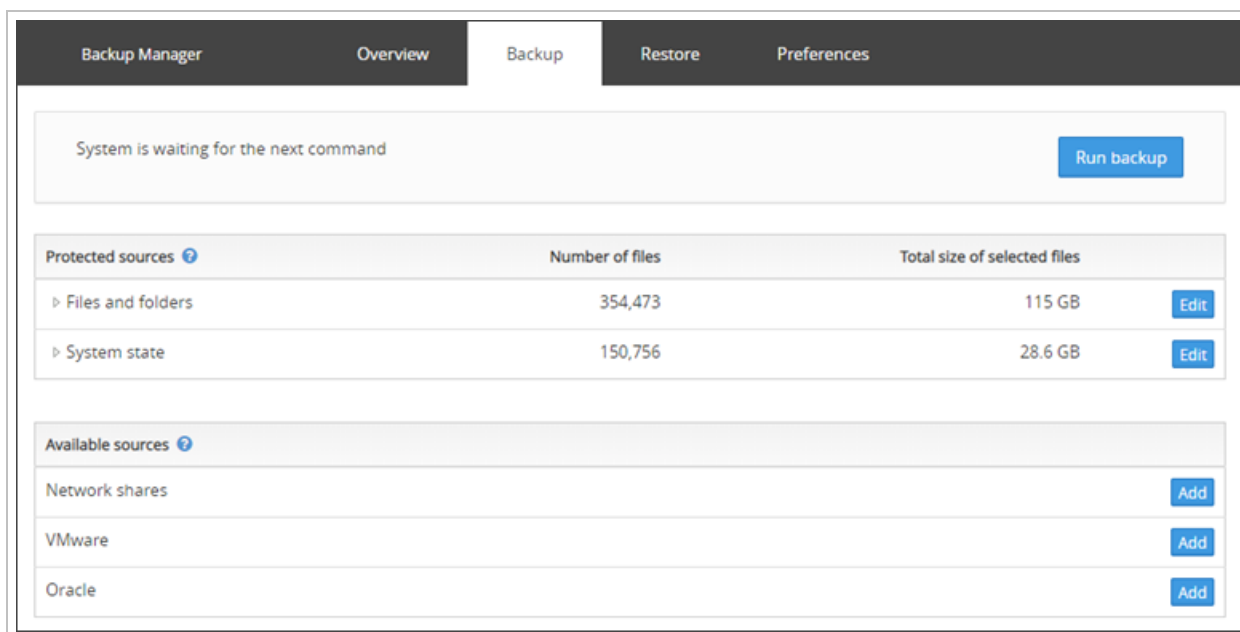 Backup Manager Overview Backup Restore Preferences
System is waiting for the next command Run backup
Protected sources ? Number of files Total size of selected files
Files and folders 354,473 115 GB Edit
System state 150,756 28.6 GB Edit
Available sources ?
Network shares Add
VMware Add
Oracle Add